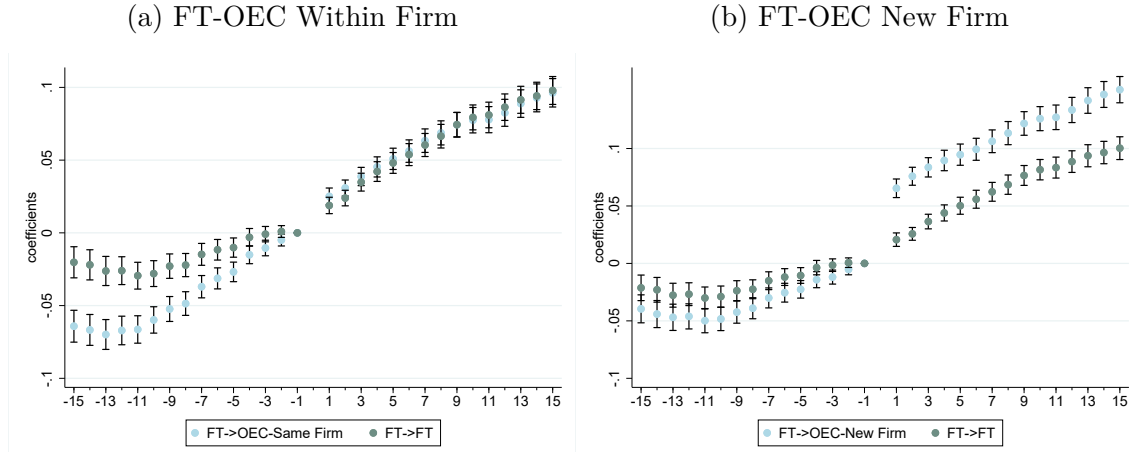 (a) FT-OEC Within Firm
.1
.05
0
-.05
-.1
coefficients
-15 -13 -11 -9 -7 -5 -3 -1 1 3 5 7 9 11 13 15
FT->OEC-Same Firm FT->FT
(b) FT-OEC New Firm
.1
.05
0
-.05
-.1
coefficients
-15 -13 -11 -9 -7 -5 -3 -1 1 3 5 7 9 11 13 15
FT->OEC-New Firm FT->FT